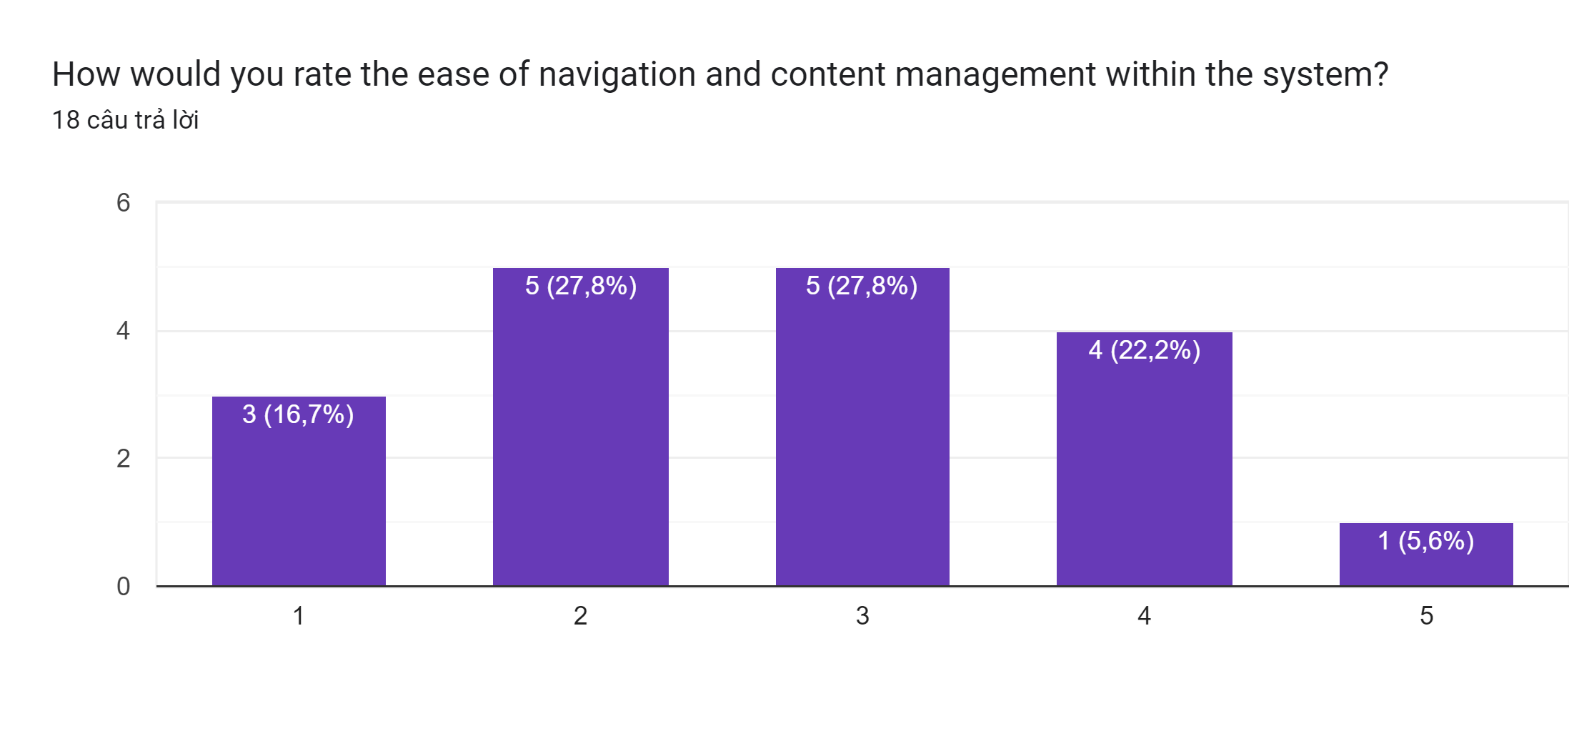 How would you rate the ease of navigation and content management within the system?
18 câu trả lời
6
5 (27,8%) 5 (27,8%)
4
4 (22,2%)
3 (16,7%)
2
1 (5,6%)
0
1 2 3 4 5